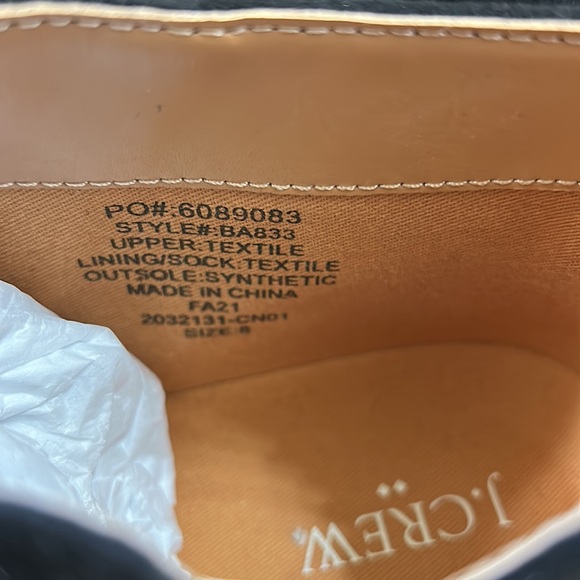 PO#:6089083
STYLE#:BA833
UPPER:TEXTILE
LINING/SOCK:TEXTILE
OUTSOLE:SYNTHETIC
MADE IN CHINA
FA21
2032131-CN01
SIZE:8
J.CREW